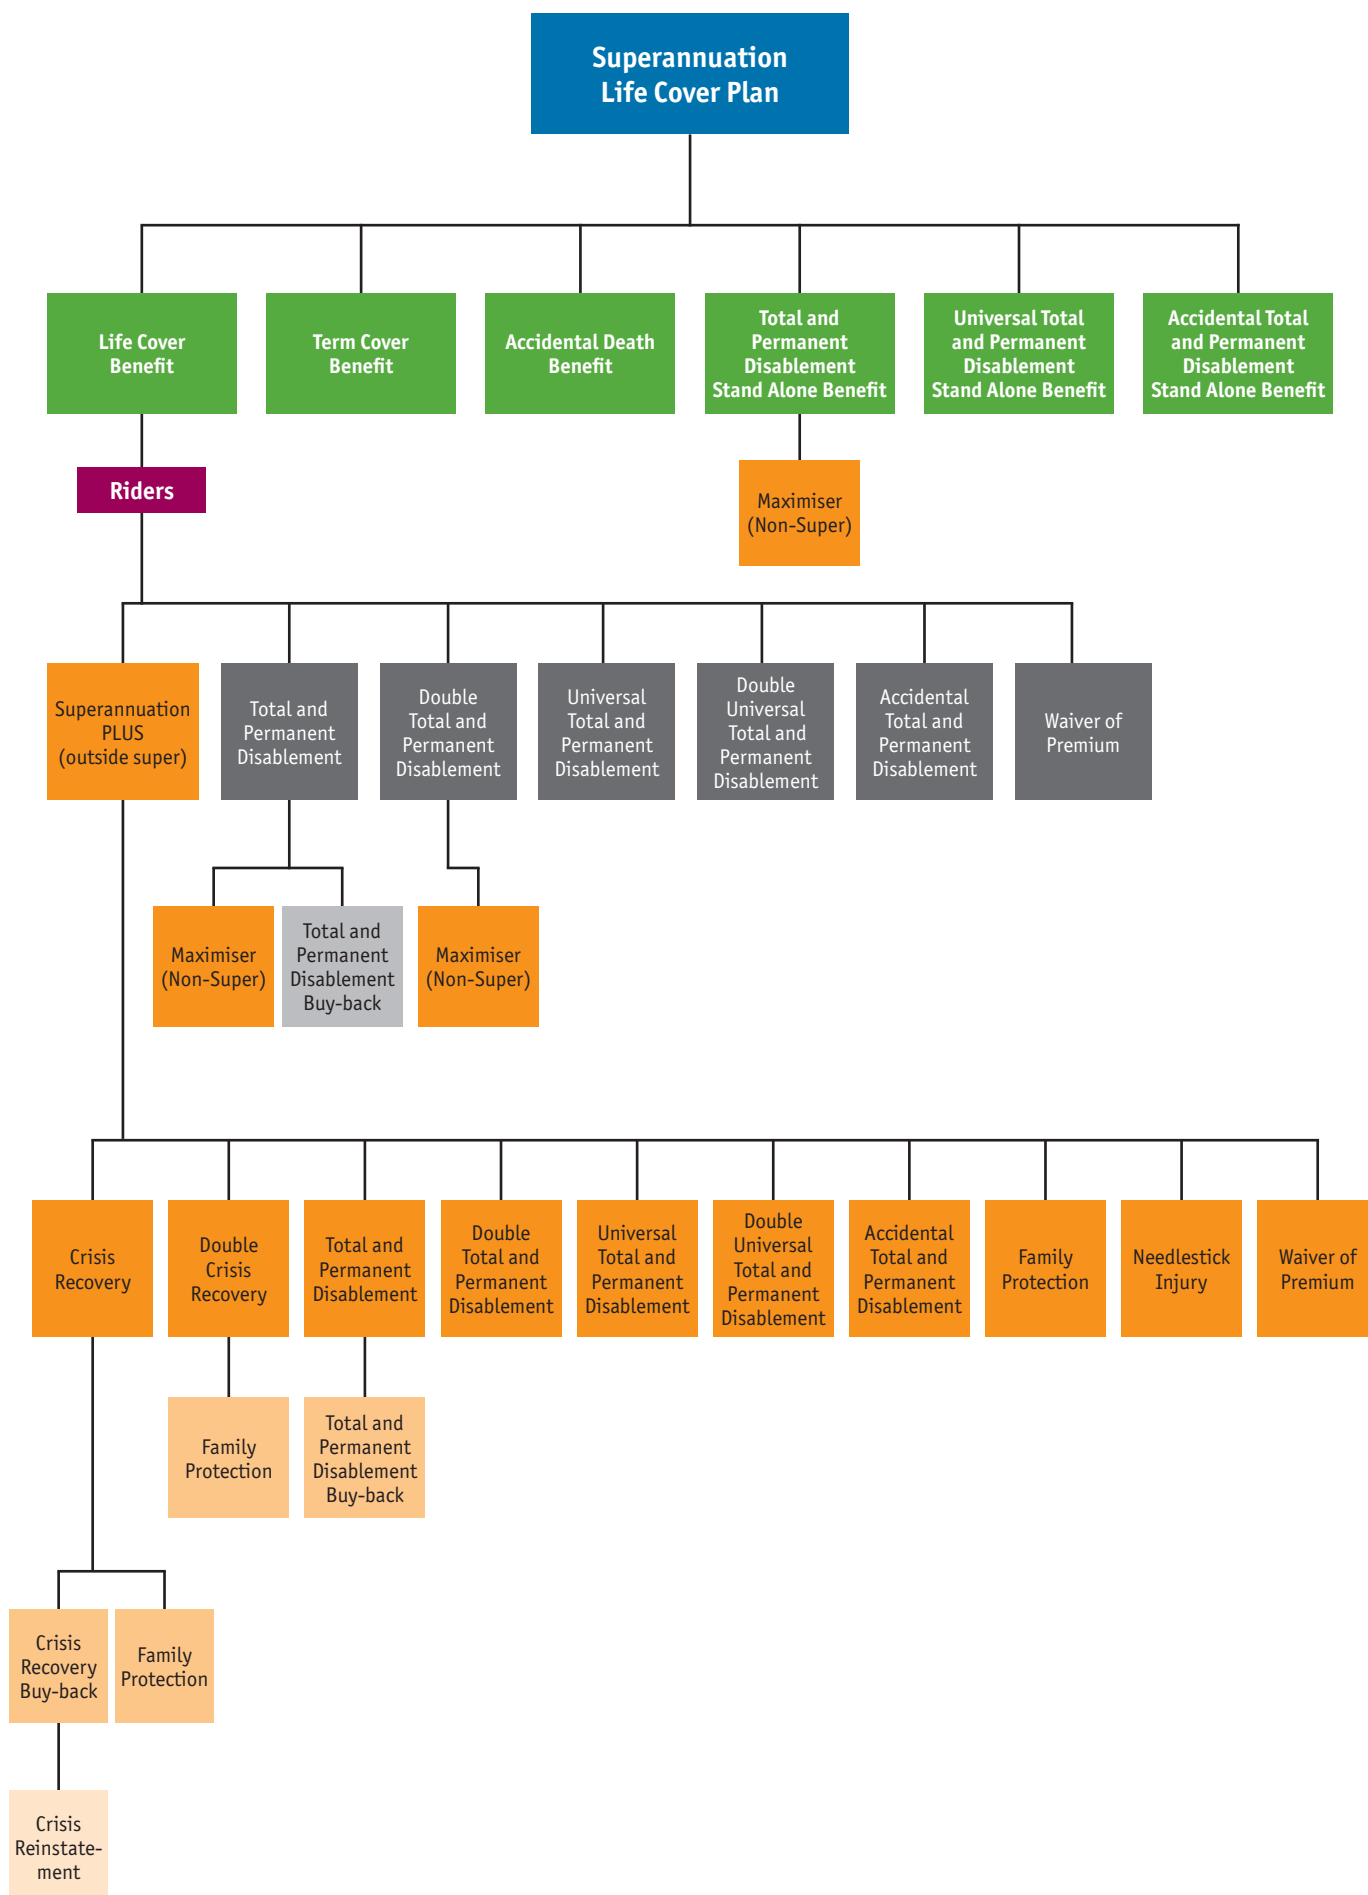 Superannuation
Life Cover Plan
Life Cover
Benefit
Term Cover
Benefit
Accidental Death
Benefit
Total and
Permanent
Disablement
Stand Alone Benefit
Universal Total
and Permanent
Disablement
Stand Alone Benefit
Accidental Total
and Permanent
Disablement
Stand Alone Benefit
Riders
Maximiser
(Non-Super)
Superannuation
PLUS
(outside super)
Total and
Permanent
Disablement
Double
Total and
Permanent
Disablement
Universal
Total and
Permanent
Disablement
Double
Universal
Total and
Permanent
Disablement
Accidental
Total and
Permanent
Disablement
Waiver of
Premium
Maximiser
(Non-Super)
Total and
Permanent
Disablement
Buy-back
Maximiser
(Non-Super)
Crisis
Recovery
Double
Crisis
Recovery
Total and
Permanent
Disablement
Double
Total and
Permanent
Disablement
Universal
Total and
Permanent
Disablement
Double
Universal
Total and
Permanent
Disablement
Accidental
Total and
Permanent
Disablement
Family
Protection
Needlestick
Injury
Waiver of
Premium
Family
Protection
Total and
Permanent
Disablement
Buy-back
Crisis
Recovery
Buy-back
Family
Protection
Crisis
Reinstate-
ment